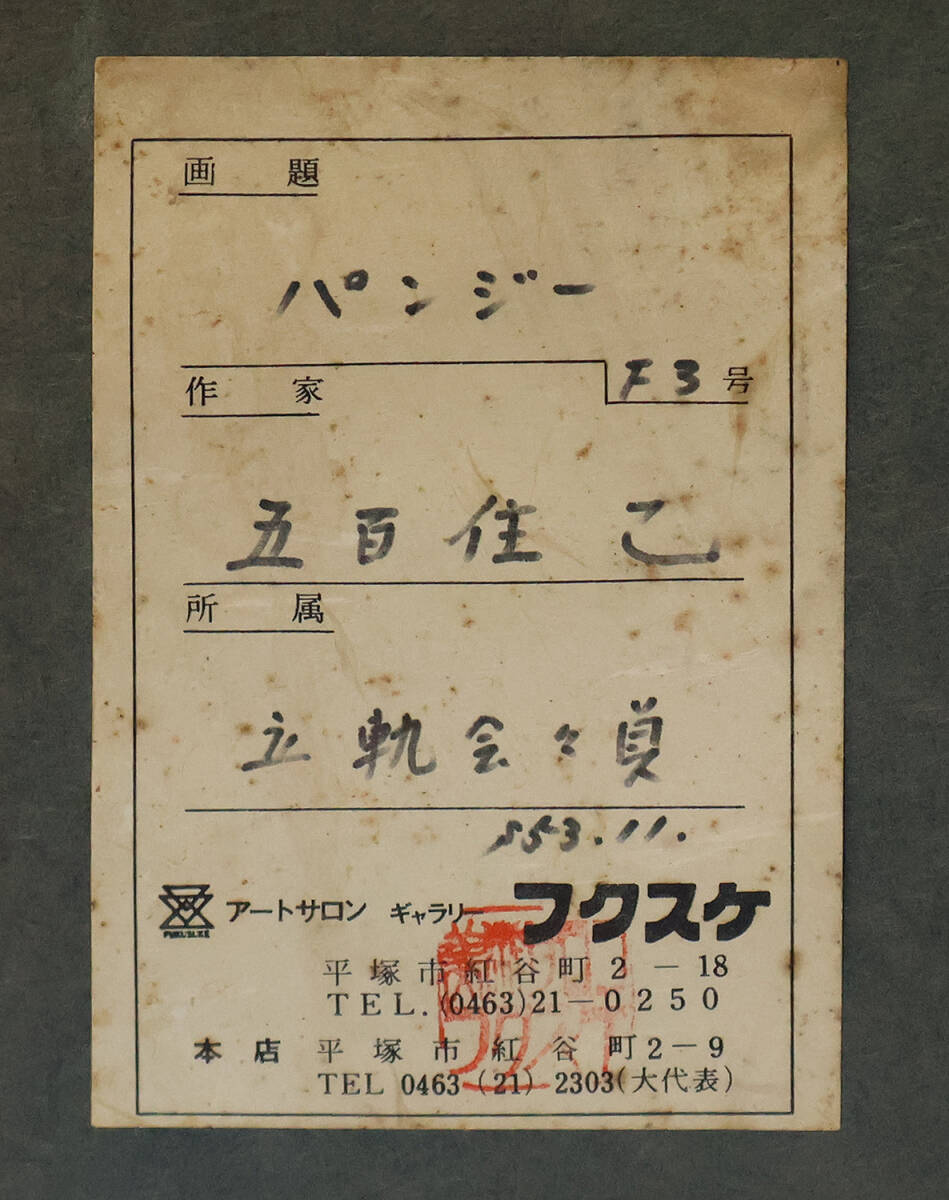 画題
パンジー
F3号
作家
五百住乙
所属
立軌会々員
S53.11.
FUKUSUKE
アートサロン ギャラリー フクスケ
平塚市紅谷町2-18
TEL.(0463)21-0250
本店 平塚市紅谷町2-9
TEL 0463(21)2303(大代表)